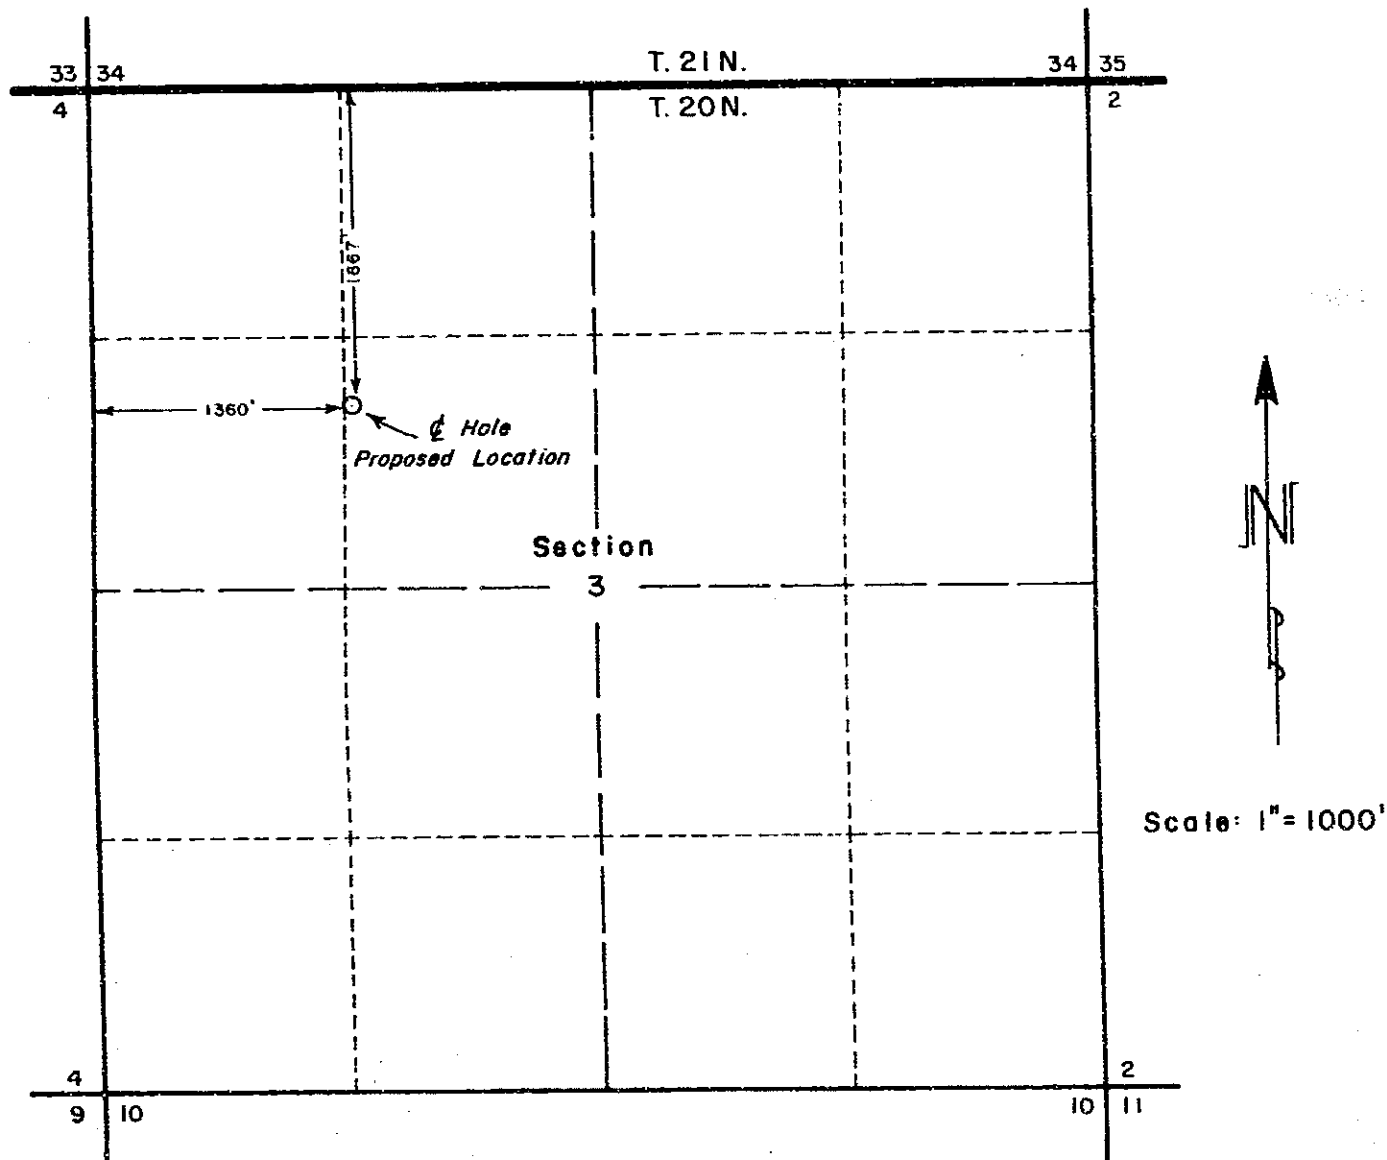 33 34
T. 21 N.
34 35
4
T. 20 N.
2
1667'
1360'
℄ Hole
Proposed Location
N
Section
3
Scale: 1"= 1000'
4
2
9 10
10 11